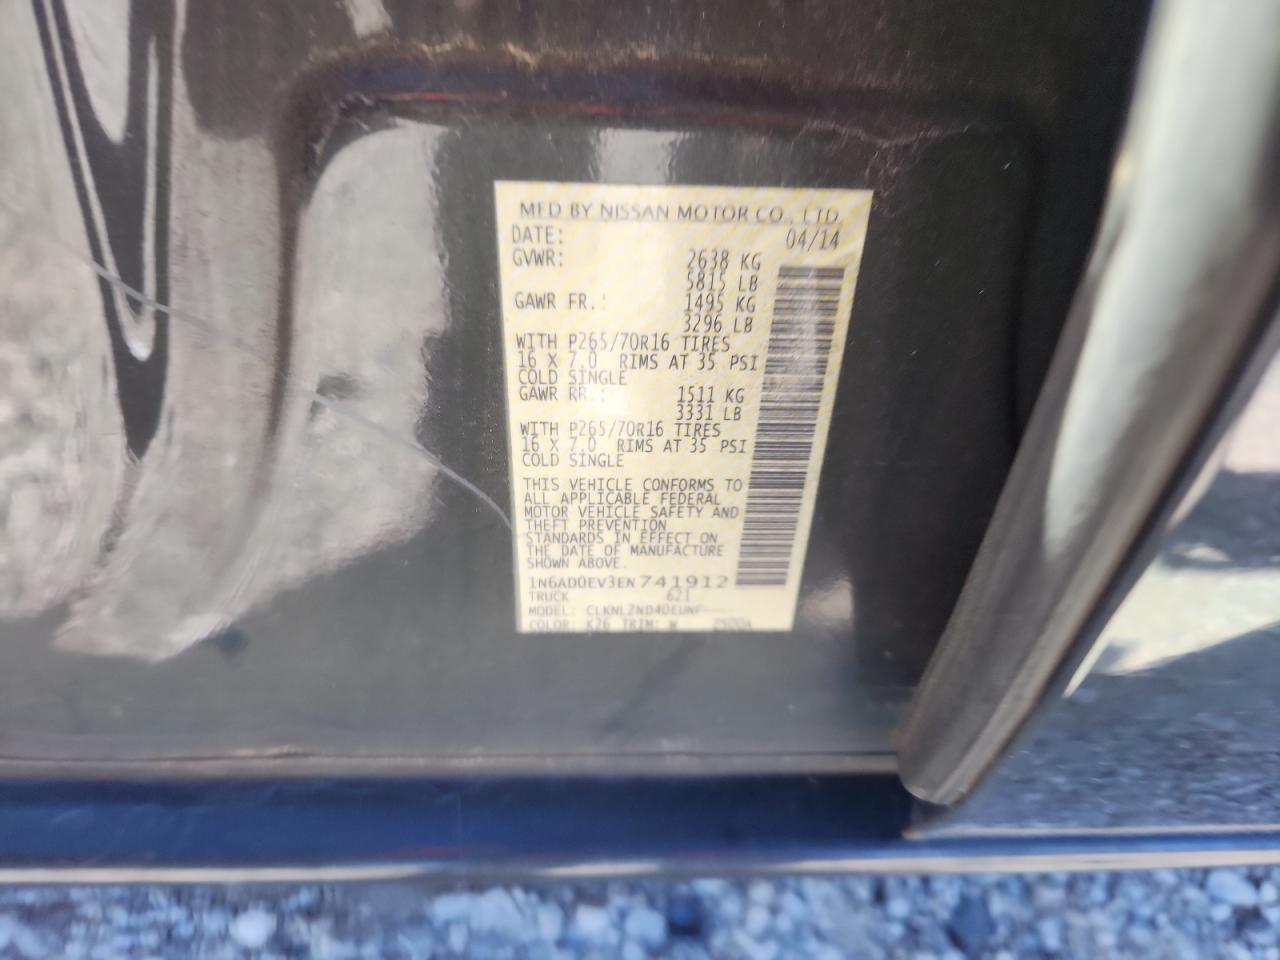 MFD BY NISSAN MOTOR CO., LTD.
DATE: 04/14
GVWR: 2638 KG
5815 LB
GAWR FR.: 1495 KG
3296 LB
WITH P265/70R16 TIRES
16 X 7.0 RIMS AT 35 PSI
COLD SINGLE
GAWR RR.: 1511 KG
3331 LB
WITH P265/70R16 TIRES
16 X 7.0 RIMS AT 35 PSI
COLD SINGLE
THIS VEHICLE CONFORMS TO
ALL APPLICABLE FEDERAL
MOTOR VEHICLE SAFETY AND
THEFT PREVENTION
STANDARDS IN EFFECT ON
THE DATE OF MANUFACTURE
SHOWN ABOVE.
1N6AD0EV3EN741912
TRUCK 621
MODEL: CLKNL2ND4DEUNF-----
COLOR: K26 TRIM: W